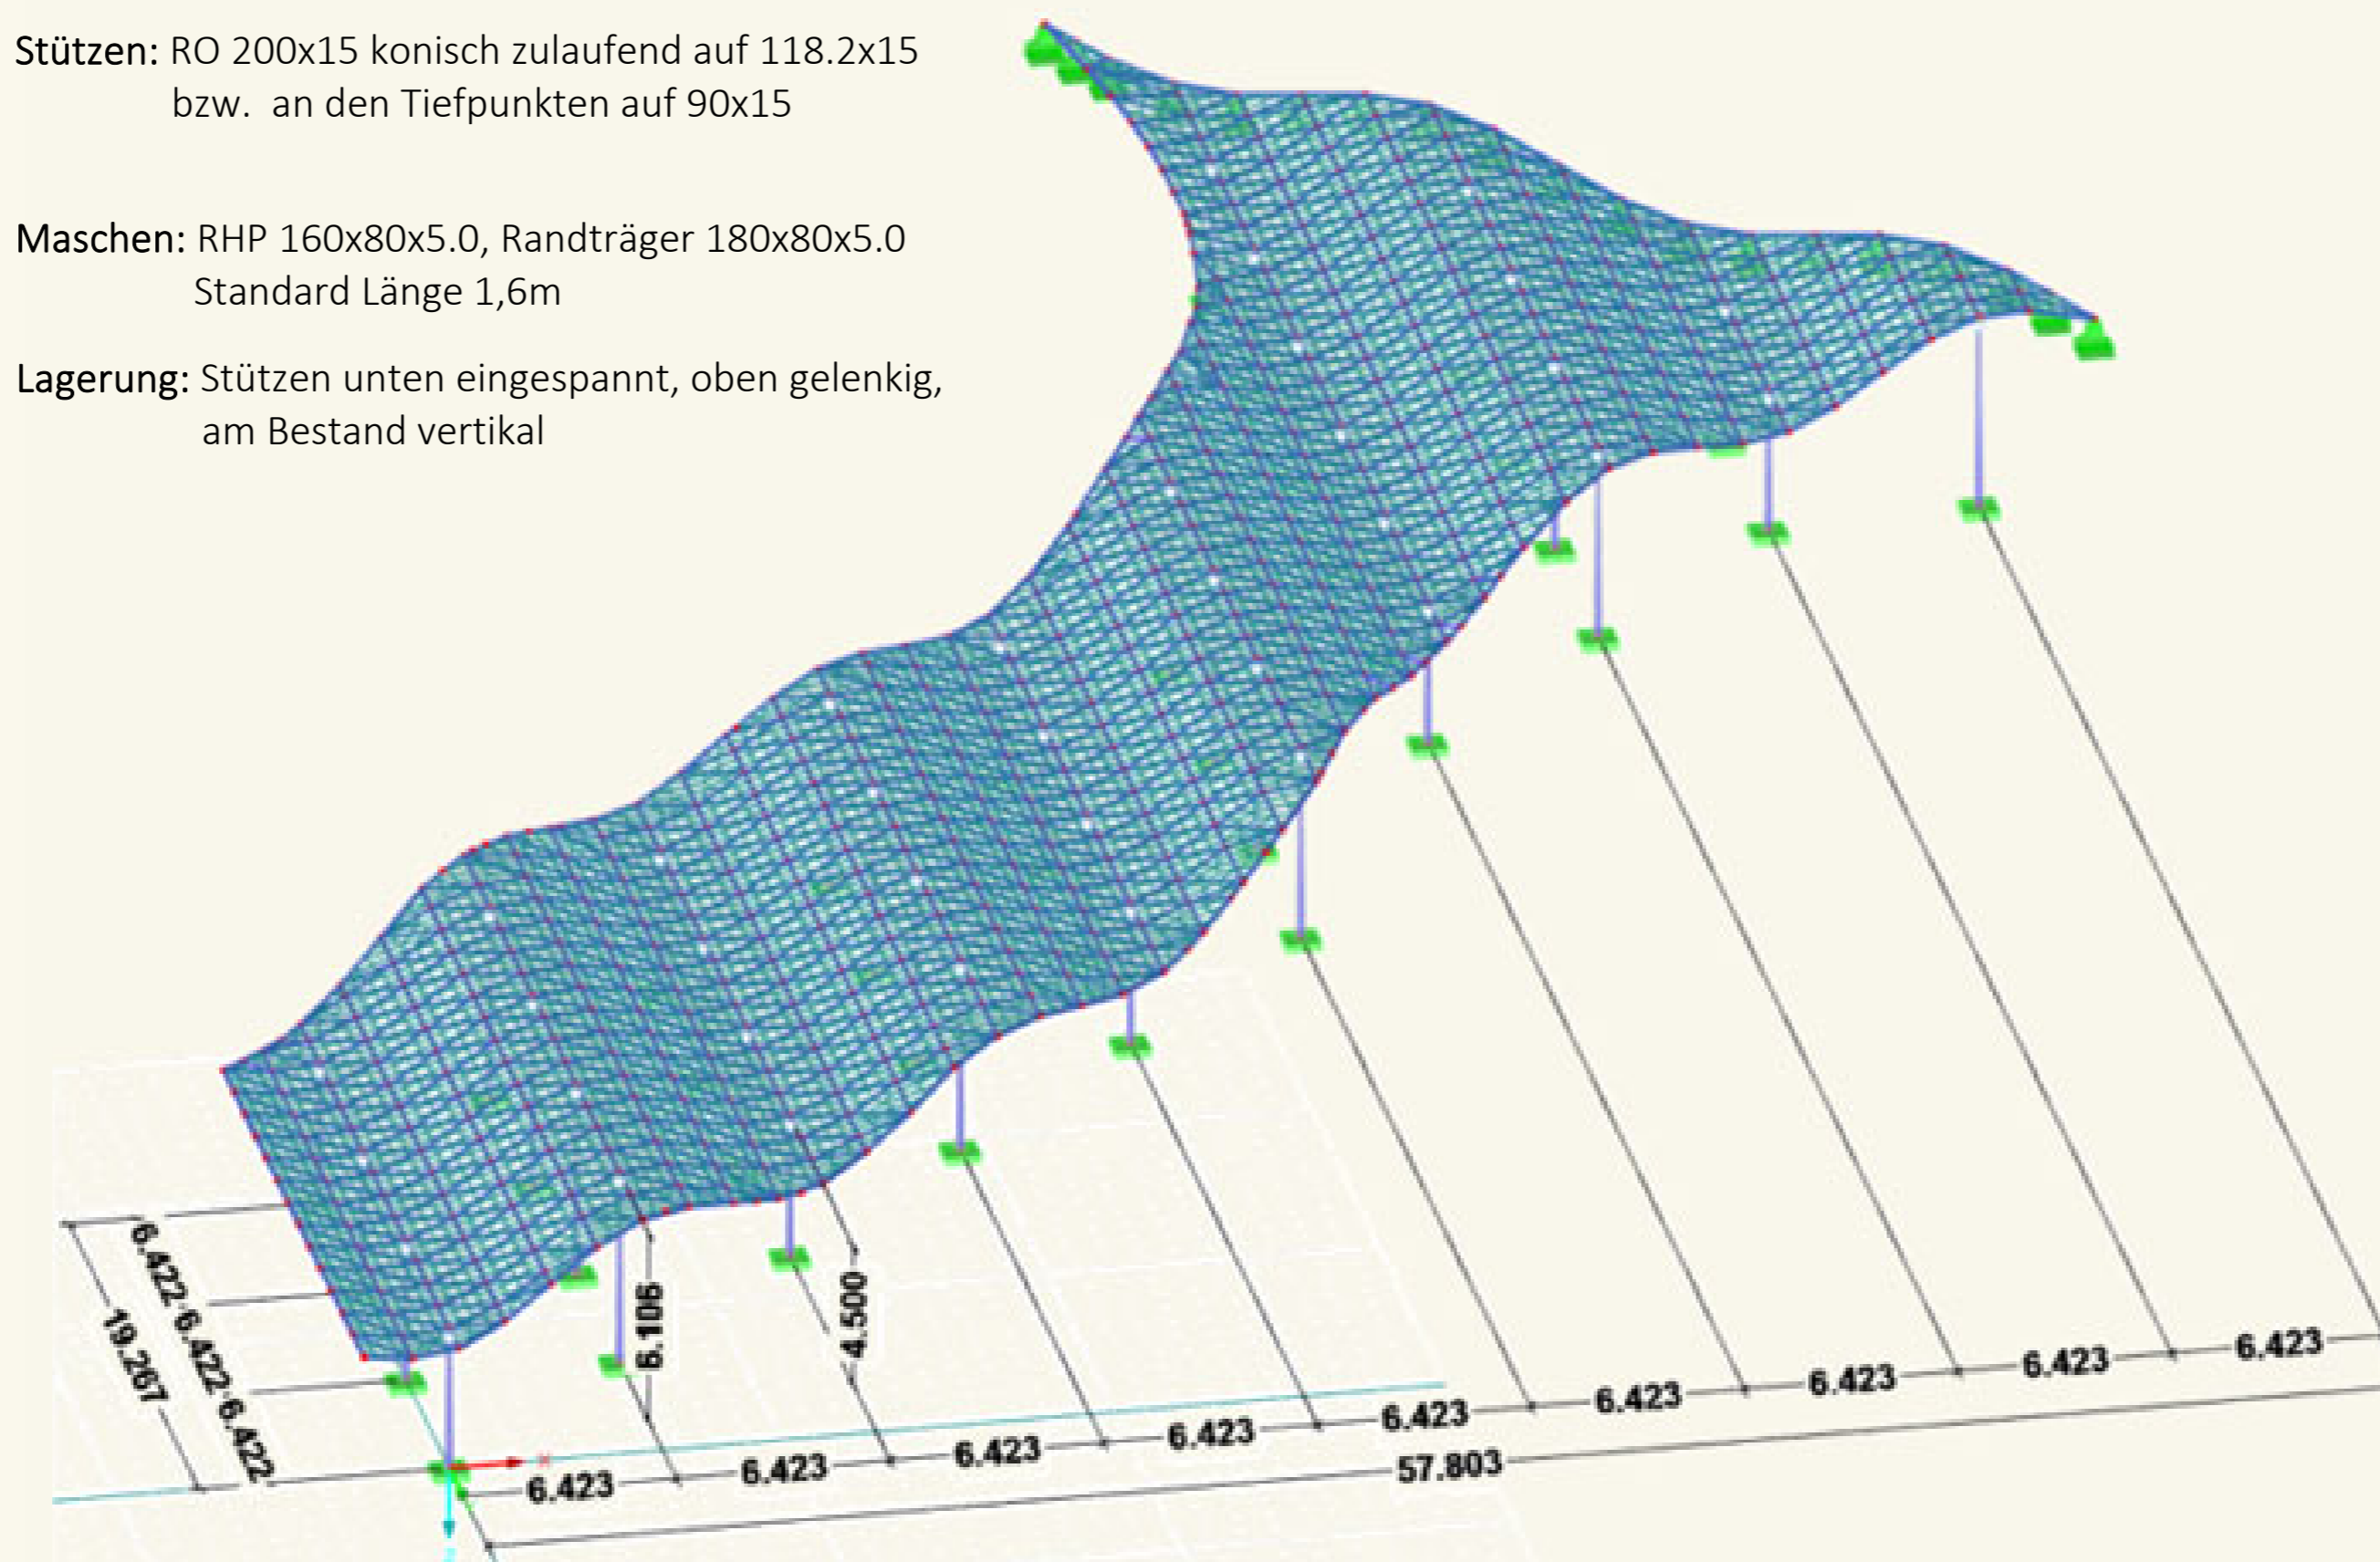 Stützen: RO 200x15 konisch zulaufend auf 118.2x15
bzw. an den Tiefpunkten auf 90x15
Maschen: RHP 160x80x5.0, Randträger 180x80x5.0
Standard Länge 1,6m
Lagerung: Stützen unten eingespannt, oben gelenkig,
am Bestand vertikal
6.422
6.422
6.422
19.267
6.106
4.500
6.423
6.423
6.423
6.423
6.423
6.423
6.423
6.423
6.423
57.803
x